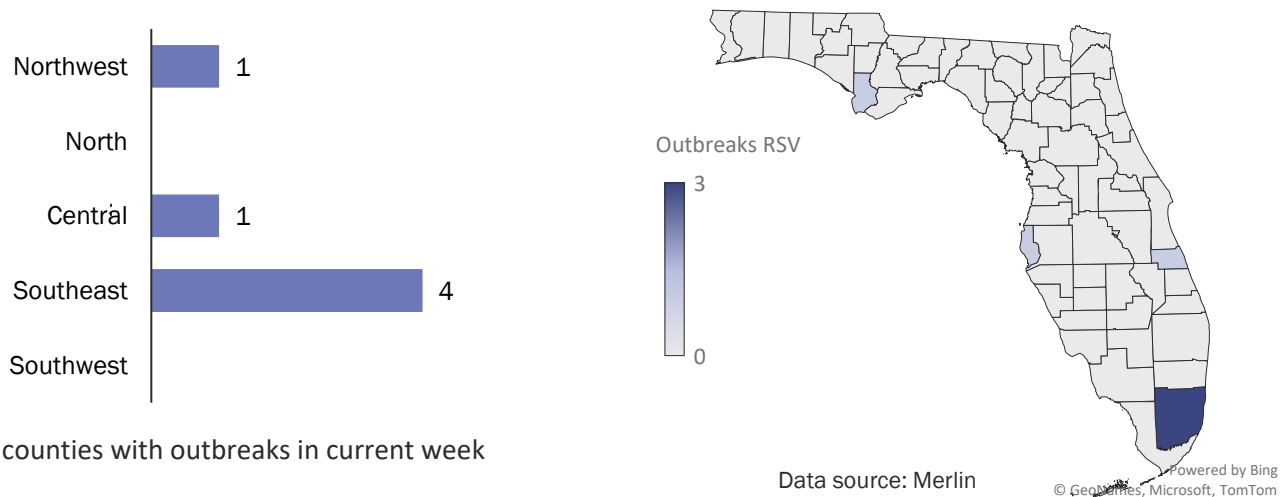 Northwest 1
North
Central 1
Southeast 4
Southwest
counties with outbreaks in current week
Outbreaks RSV
3
0
Data source: Merlin
Powered by Bing
© GeoNames, Microsoft, TomTom